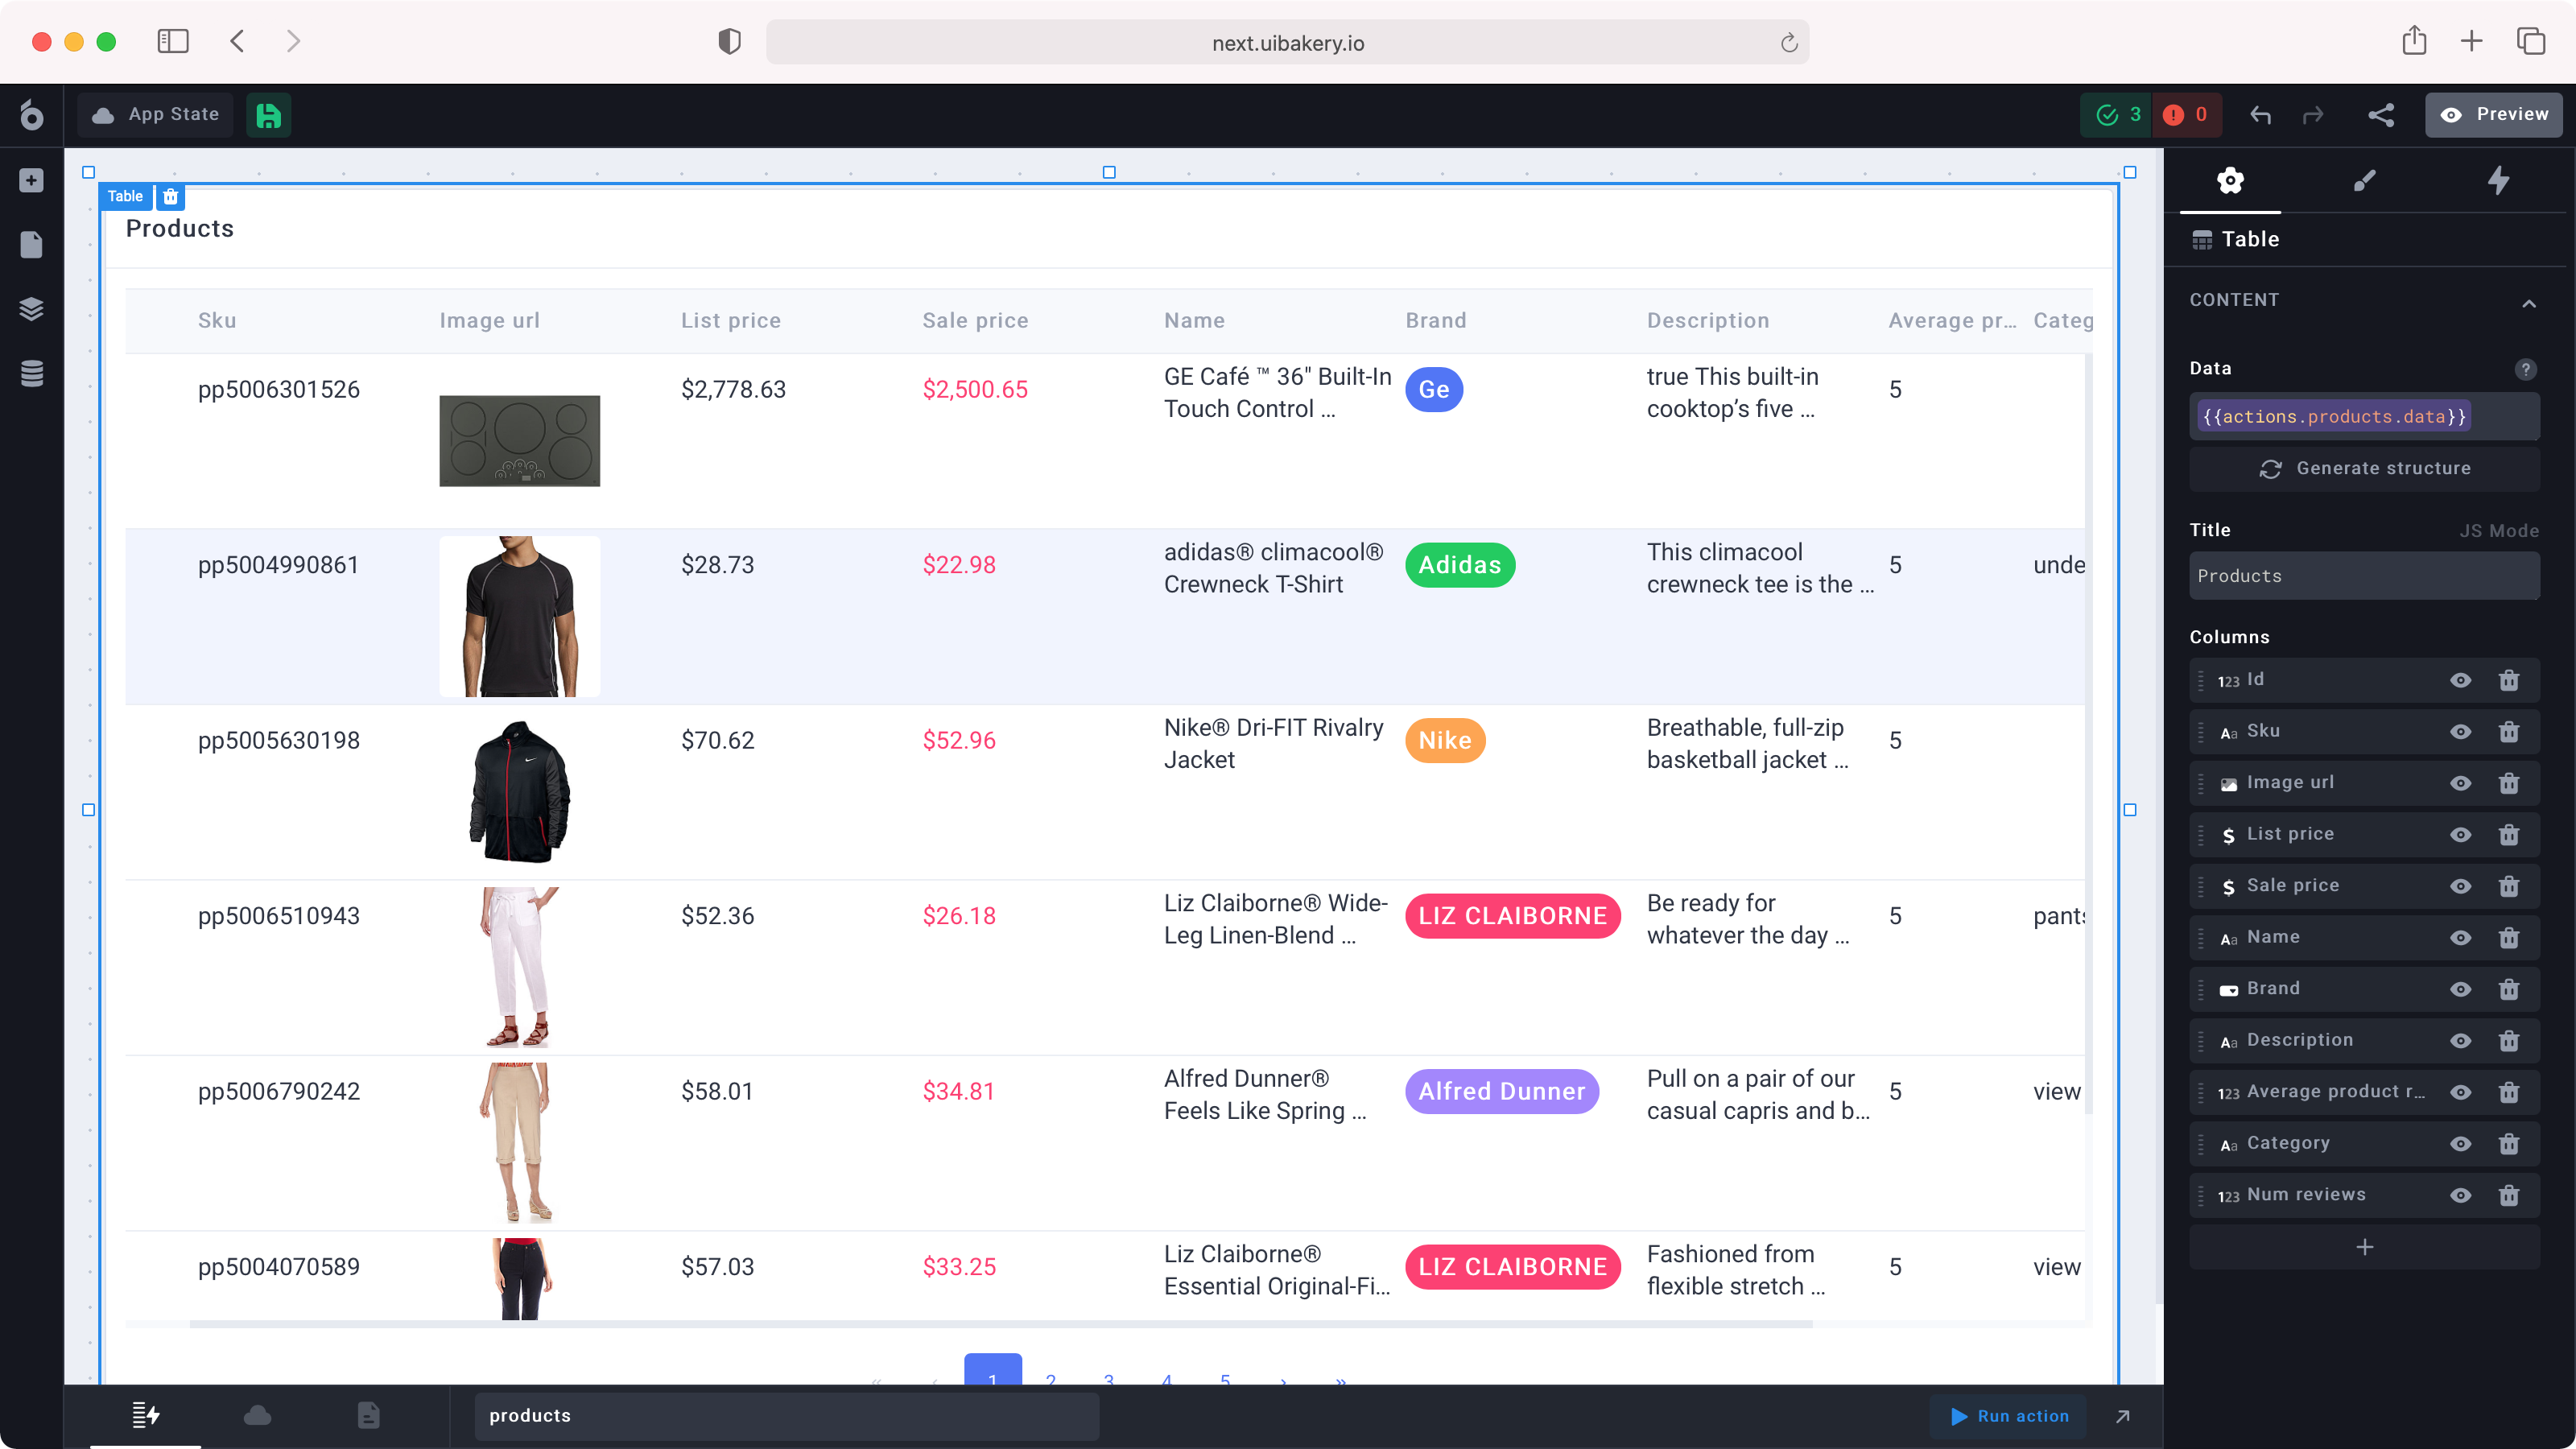 next.uibakery.io
App State
3
0
Preview
Table
Products
Sku
Image url
List price
Sale price
Name
Brand
Description
Average pr...
Categ
pp5006301526
$2,778.63
$2,500.65
GE Café ™ 36" Built-In
Touch Control ...
Ge
true This built-in
cooktop’s five ...
5
pp5004990861
$28.73
$22.98
adidas® climacool®
Crewneck T-Shirt
Adidas
This climacool
crewneck tee is the ...
5
unde
pp5005630198
$70.62
$52.96
Nike® Dri-FIT Rivalry
Jacket
Nike
Breathable, full-zip
basketball jacket ...
5
pp5006510943
$52.36
$26.18
Liz Claiborne® Wide-
Leg Linen-Blend ...
LIZ CLAIBORNE
Be ready for
whatever the day ...
5
pants
pp5006790242
$58.01
$34.81
Alfred Dunner®
Feels Like Spring ...
Alfred Dunner
Pull on a pair of our
casual capris and b...
5
view
pp5004070589
$57.03
$33.25
Liz Claiborne®
Essential Original-Fi...
LIZ CLAIBORNE
Fashioned from
flexible stretch ...
5
view
« ‹ 1 2 3 4 5 › »
products
Run action
Table
CONTENT
Data
?
{{actions.products.data}}
Generate structure
Title
JS Mode
Products
Columns
123 Id
Aa Sku
Image url
$ List price
$ Sale price
Aa Name
Brand
Aa Description
123 Average product r...
Aa Category
123 Num reviews
+